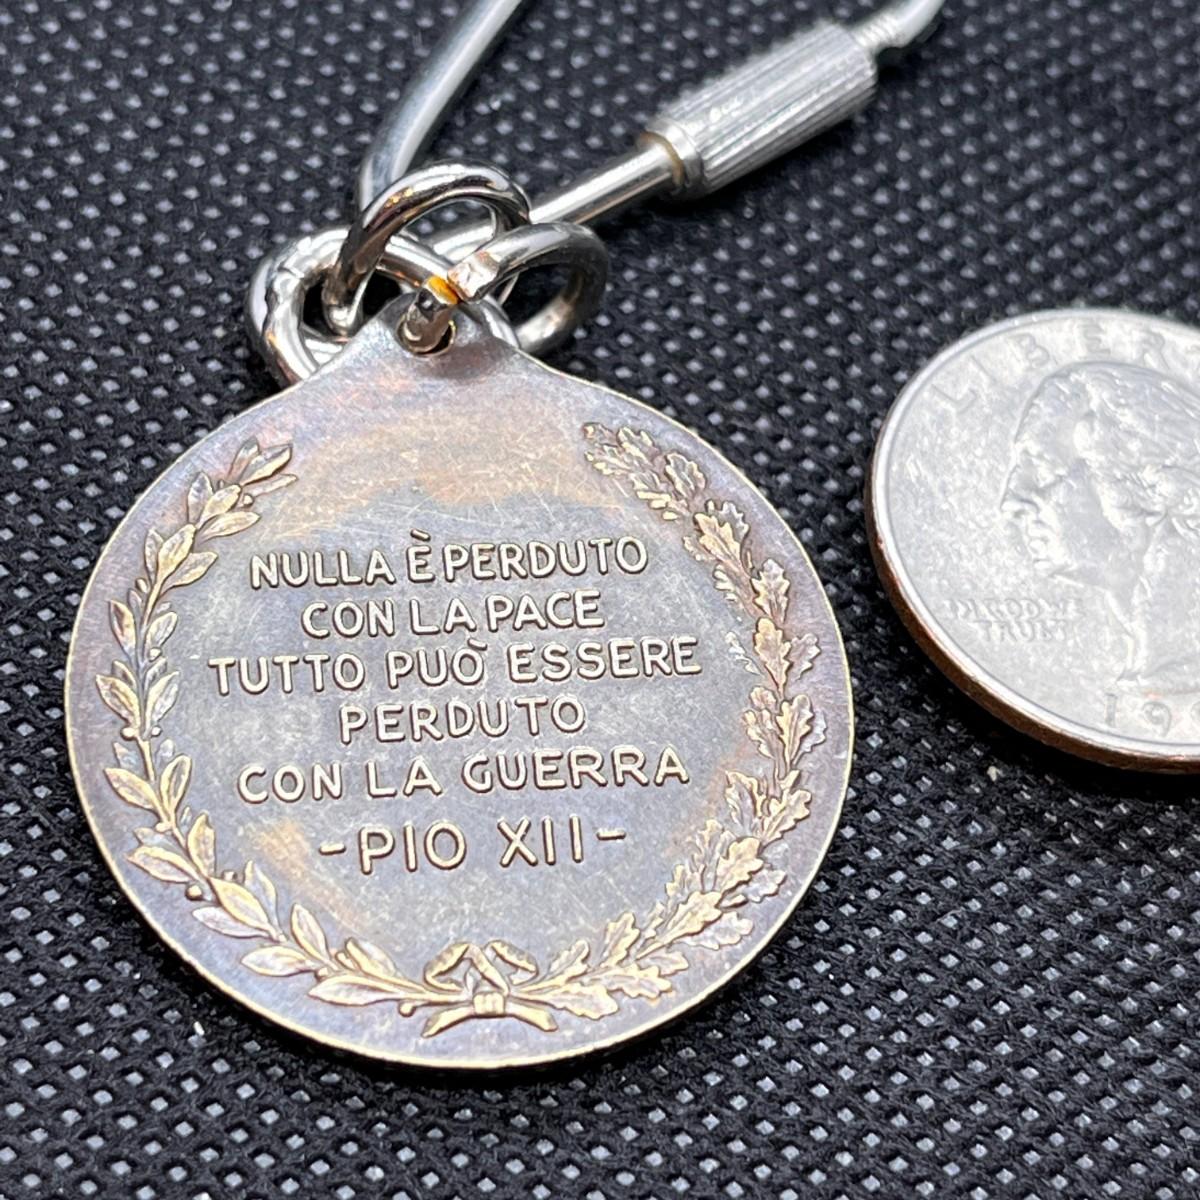 NULLA È PERDUTO
CON LA PACE
TUTTO PUÒ ESSERE
PERDUTO
CON LA GUERRA
-PIO XII-
LIBER
IN GOD WE
TRUST
19